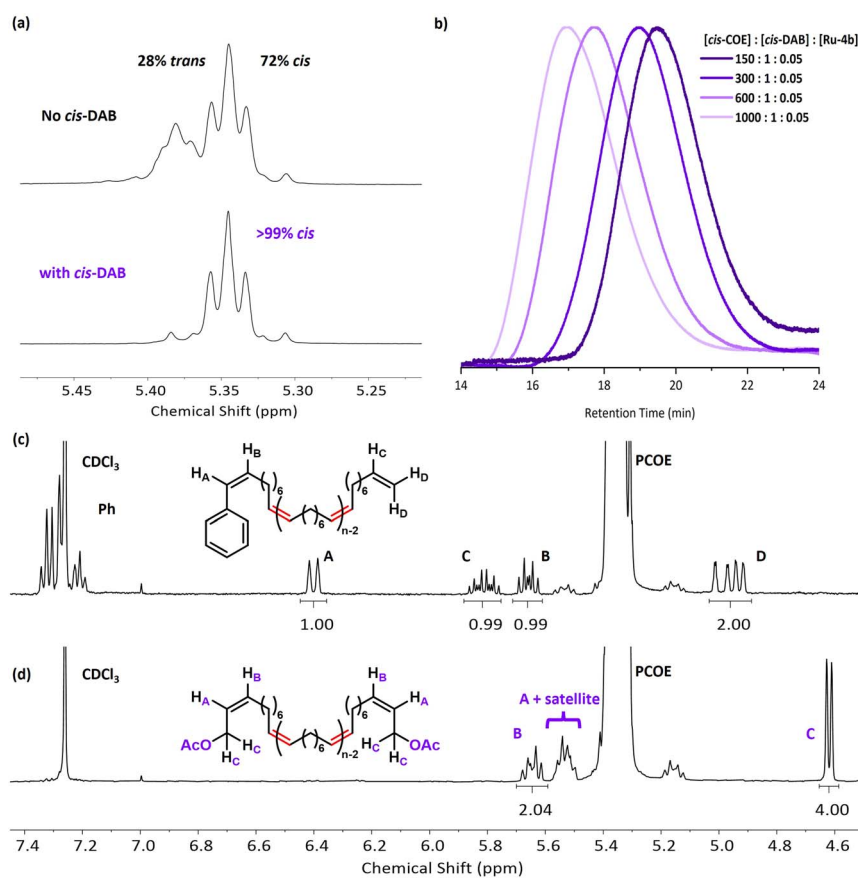 (a)
28% trans
72% cis
No cis-DAB
>99% cis
with cis-DAB
5.45 5.40 5.35 5.30 5.25
Chemical Shift (ppm)
b)
[cis-COE] : [cis-DAB] : [Ru-4b]
150 : 1 : 0.05
300 : 1 : 0.05
600 : 1 : 0.05
1000 : 1 : 0.05
14 16 18 20 22 24
Retention Time (min)
(c)
CDCl3
Ph
HA
HB
( )6
( )6
n-2
( )6
HC
HD
HD
PCOE
A
C
B
D
1.00
0.99
0.99
2.00
(d)
CDCl3
HB
HA
( )6
( )6
n-2
( )6
HB
HA
AcO
HC
HC
HC
HC
OAc
A + satellite
B
PCOE
C
2.04
4.00
7.4 7.2 7.0 6.8 6.6 6.4 6.2 6.0 5.8 5.6 5.4 5.2 5.0 4.8 4.6
Chemical Shift (ppm)